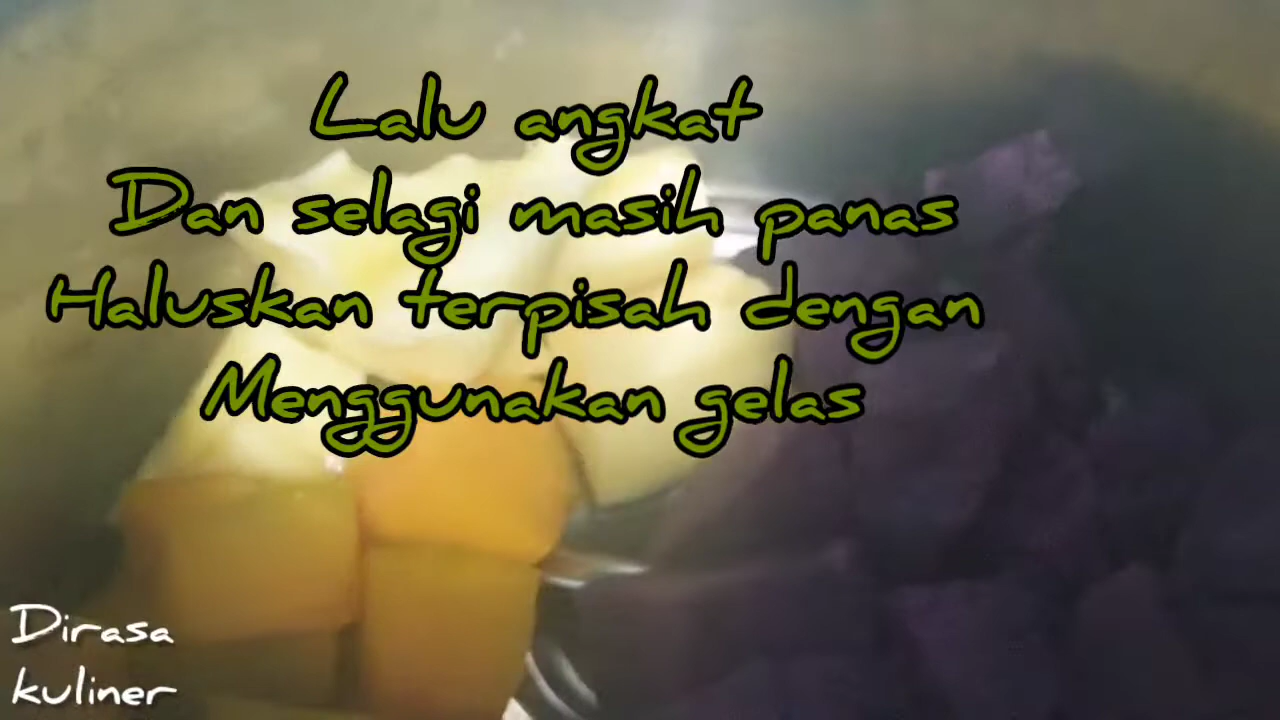 Lalu angkat
Dan selagi masih panas
Haluskan terpisah dengan
Menggunakan gelas
Dirasa
kuliner